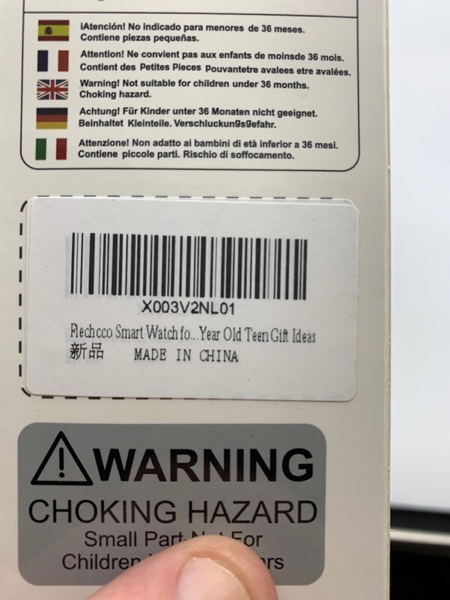 ¡Atención! No indicado para menores de 36 meses.
Contiene piezas pequeñas.
Attention! Ne convient pas aux enfants de moinsde 36 mois.
Contient des Petites Pieces pouvantetre avalees etre avalées.
Warning! Not suitable for children under 36 months.
Choking hazard.
Achtung! Für Kinder unter 36 Monaten nicht geeignet.
Beinhaltet Kleinteile. Verschluckun9s9efahr.
Attenzione! Non adatto ai bambini di età inferior a 36 mesi.
Contiene piccole parti. Rischio di soffocamento.
X003V2NL01
Flechcco Smart Watch fo...Year Old Teen Gift Ideas
新品 MADE IN CHINA
WARNING
CHOKING HAZARD
Small Part Not For
Children